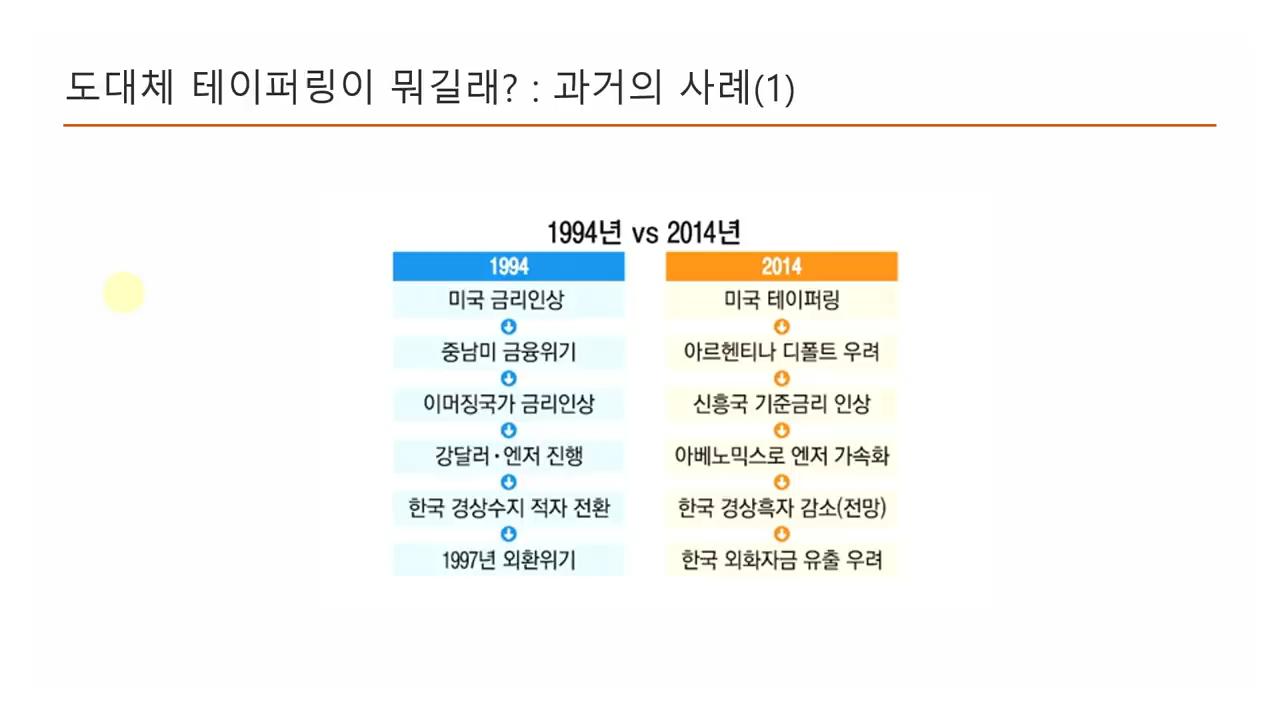 도대체 테이퍼링이 뭐길래? : 과거의 사례(1)
1994년 vs 2014년
1994
미국 금리인상
중남미 금융위기
이머징국가 금리인상
강달러·엔저 진행
한국 경상수지 적자 전환
1997년 외환위기
2014
미국 테이퍼링
아르헨티나 디폴트 우려
신흥국 기준금리 인상
아베노믹스로 엔저 가속화
한국 경상흑자 감소(전망)
한국 외화자금 유출 우려